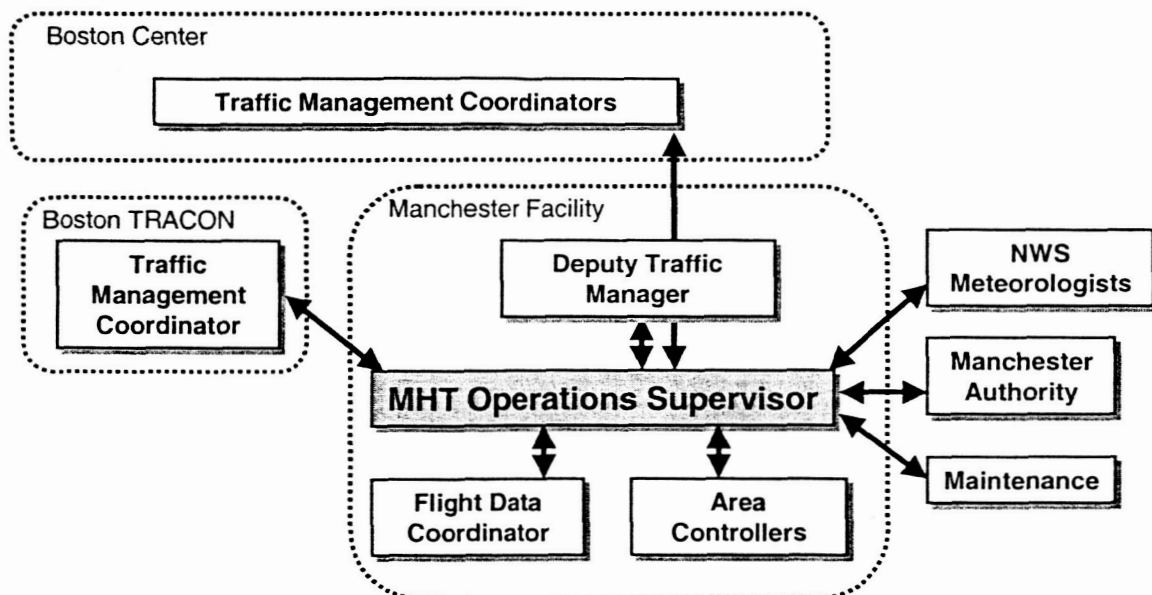 Boston Center
Traffic Management Coordinators
Boston TRACON
Traffic
Management
Coordinator
Manchester Facility
Deputy Traffic
Manager
NWS
Meteorologists
Manchester
Authority
MHT Operations Supervisor
Flight Data
Coordinator
Area
Controllers
Maintenance